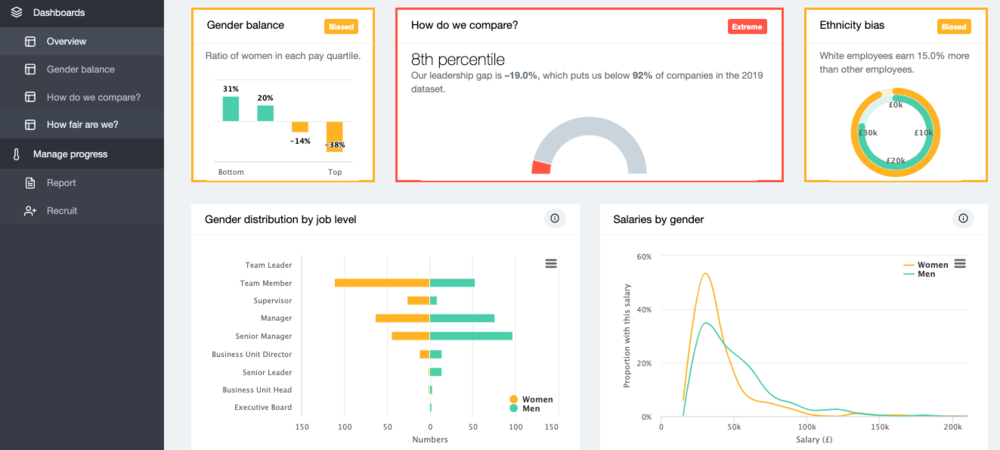 Dashboards
Overview
Gender balance
How do we compare?
How fair are we?
Manage progress
Report
Recruit
Gender balance
Biased
Ratio of women in each pay quartile.
31%
20%
-14%
-38%
Bottom
Top
How do we compare?
Extreme
8th percentile
Our leadership gap is -19.0%, which puts us below 92% of companies in the 2019
dataset.
Ethnicity bias
Biased
White employees earn 15.0% more
than other employees.
£0k
£30k
£10k
£20k
Gender distribution by job level
Team Leader
Team Member
Supervisor
Manager
Senior Manager
Business Unit Director
Senior Leader
Business Unit Head
Executive Board
Women
Men
150 100 50 0 50 100 150
Numbers
Salaries by gender
Women
Men
Proportion with this salary
60%
40%
20%
0%
0 50k 100k 150k 200k
Salary (£)